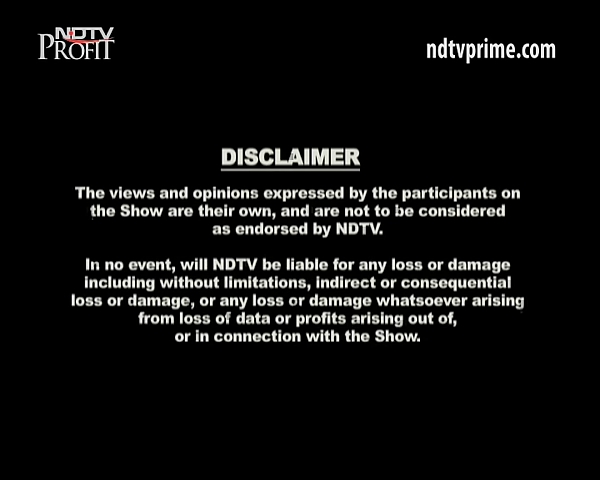 NDTV
PROFIT
ndtvprime.com
DISCLAIMER
The views and opinions expressed by the participants on
the Show are their own, and are not to be considered
as endorsed by NDTV.
In no event, will NDTV be liable for any loss or damage
including without limitations, indirect or consequential
loss or damage, or any loss or damage whatsoever arising
from loss of data or profits arising out of,
or in connection with the Show.